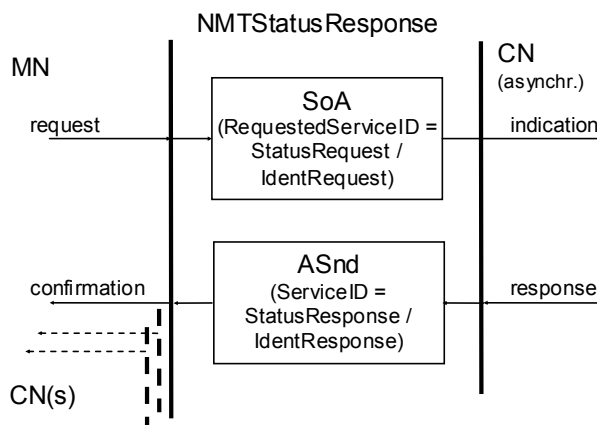 NMTStatusResponse
MN
CN
(asynchr.)
SoA
request
(RequestedServiceID =
indication
StatusRequest /
IdentRequest)
ASnd
confirmation
(ServiceID =
response
StatusResponse /
IdentResponse)
CN(s)